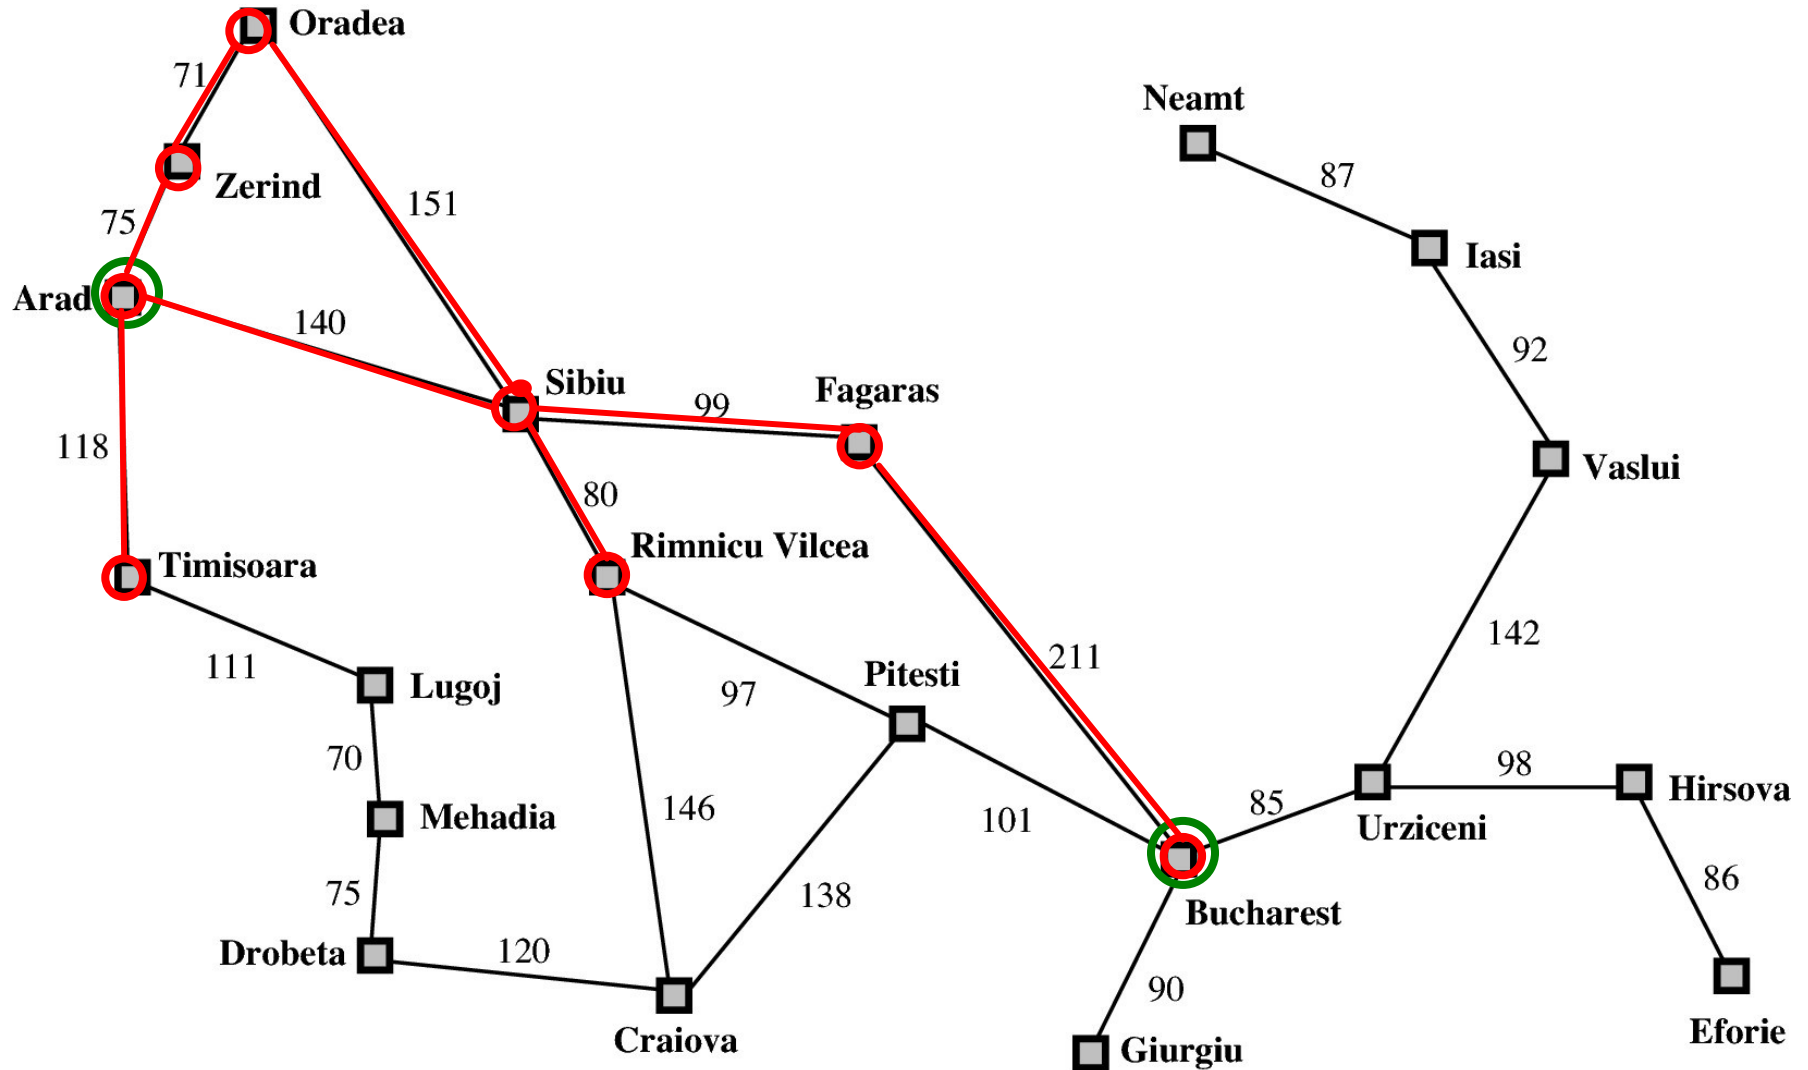 Oradea
71
Neamt
87
Zerind
151
75
Iasi
Arad
140
92
Sibiu
Fagaras
99
118
Vaslui
80
Rimnicu Vilcea
Timisoara
142
211
111
Pitesti
Lugoj
97
70
98
Hirsova
85
146
Mehadia
101
Urziceni
86
75
138
Bucharest
Drobeta
120
90
Eforie
Craiova
Giurgiu